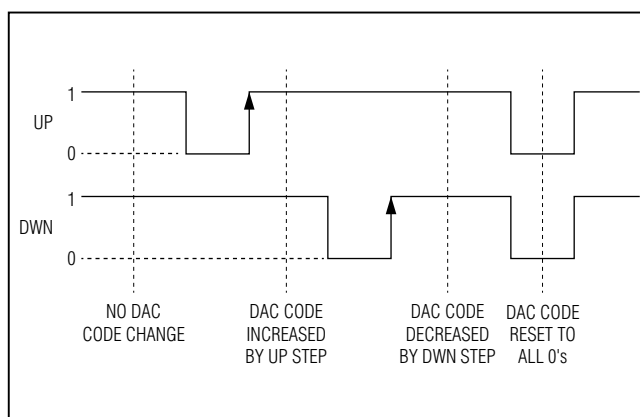 1
UP
0
1
DWN
0
NO DAC
CODE CHANGE
DAC CODE
INCREASED
BY UP STEP
DAC CODE
DECREASED
BY DWN STEP
DAC CODE
RESET TO
ALL 0's